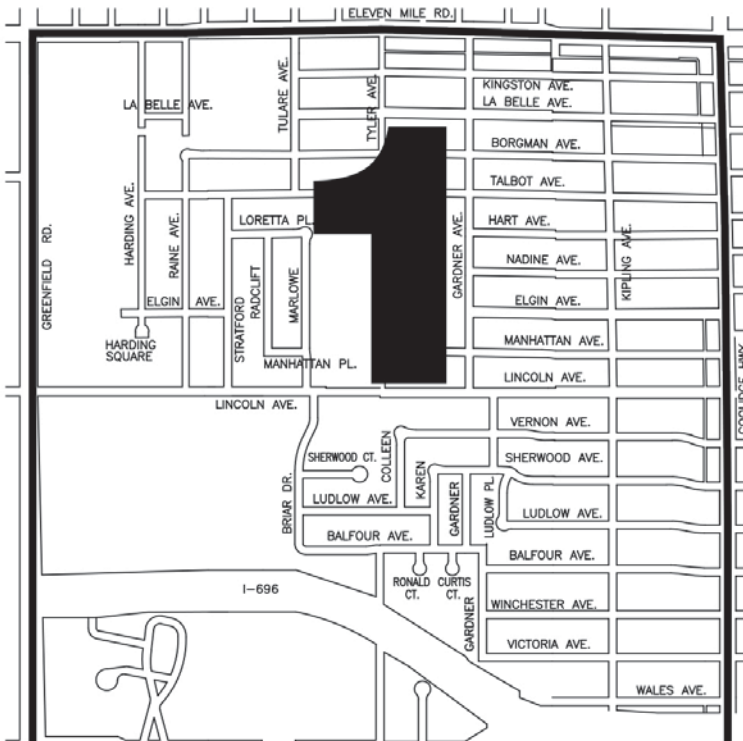 ELEVEN MILE RD.
KINGSTON AVE.
LA BELLE AVE.
LA BELLE AVE.
TULARE AVE.
TYLER AVE.
BORGMAN AVE.
TALBOT AVE.
1
HARDING AVE.
RAINE AVE.
LORETTA PL.
HART AVE.
GREENFIELD RD.
GARDNER AVE.
KIPLING AVE.
NADINE AVE.
STRATFORD
RADCLIFT
MARLOWE
ELGIN AVE.
ELGIN AVE.
HARDING
SQUARE
MANHATTAN AVE.
MANHATTAN PL.
LINCOLN AVE.
COOLIDGE HWY.
LINCOLN AVE.
VERNON AVE.
COLLEEN
SHERWOOD CT.
SHERWOOD AVE.
BRIAR DR.
KAREN
LUDLOW AVE.
GARDNER
LUDLOW PL
LUDLOW AVE.
BALFOUR AVE.
BALFOUR AVE.
RONALD
CT.
CURTIS
CT.
I-696
GARDNER
WINCHESTER AVE.
VICTORIA AVE.
WALES AVE.